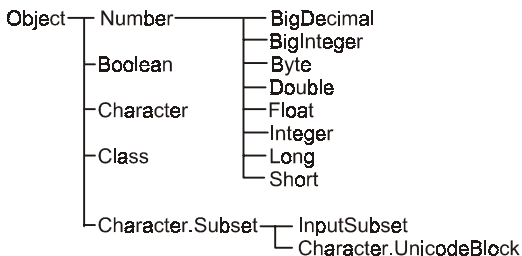 Object Number BigDecimal
BigInteger
Boolean Byte
Double
Character Float
Integer
Class Long
Short
Character.Subset InputSubset
Character.UnicodeBlock